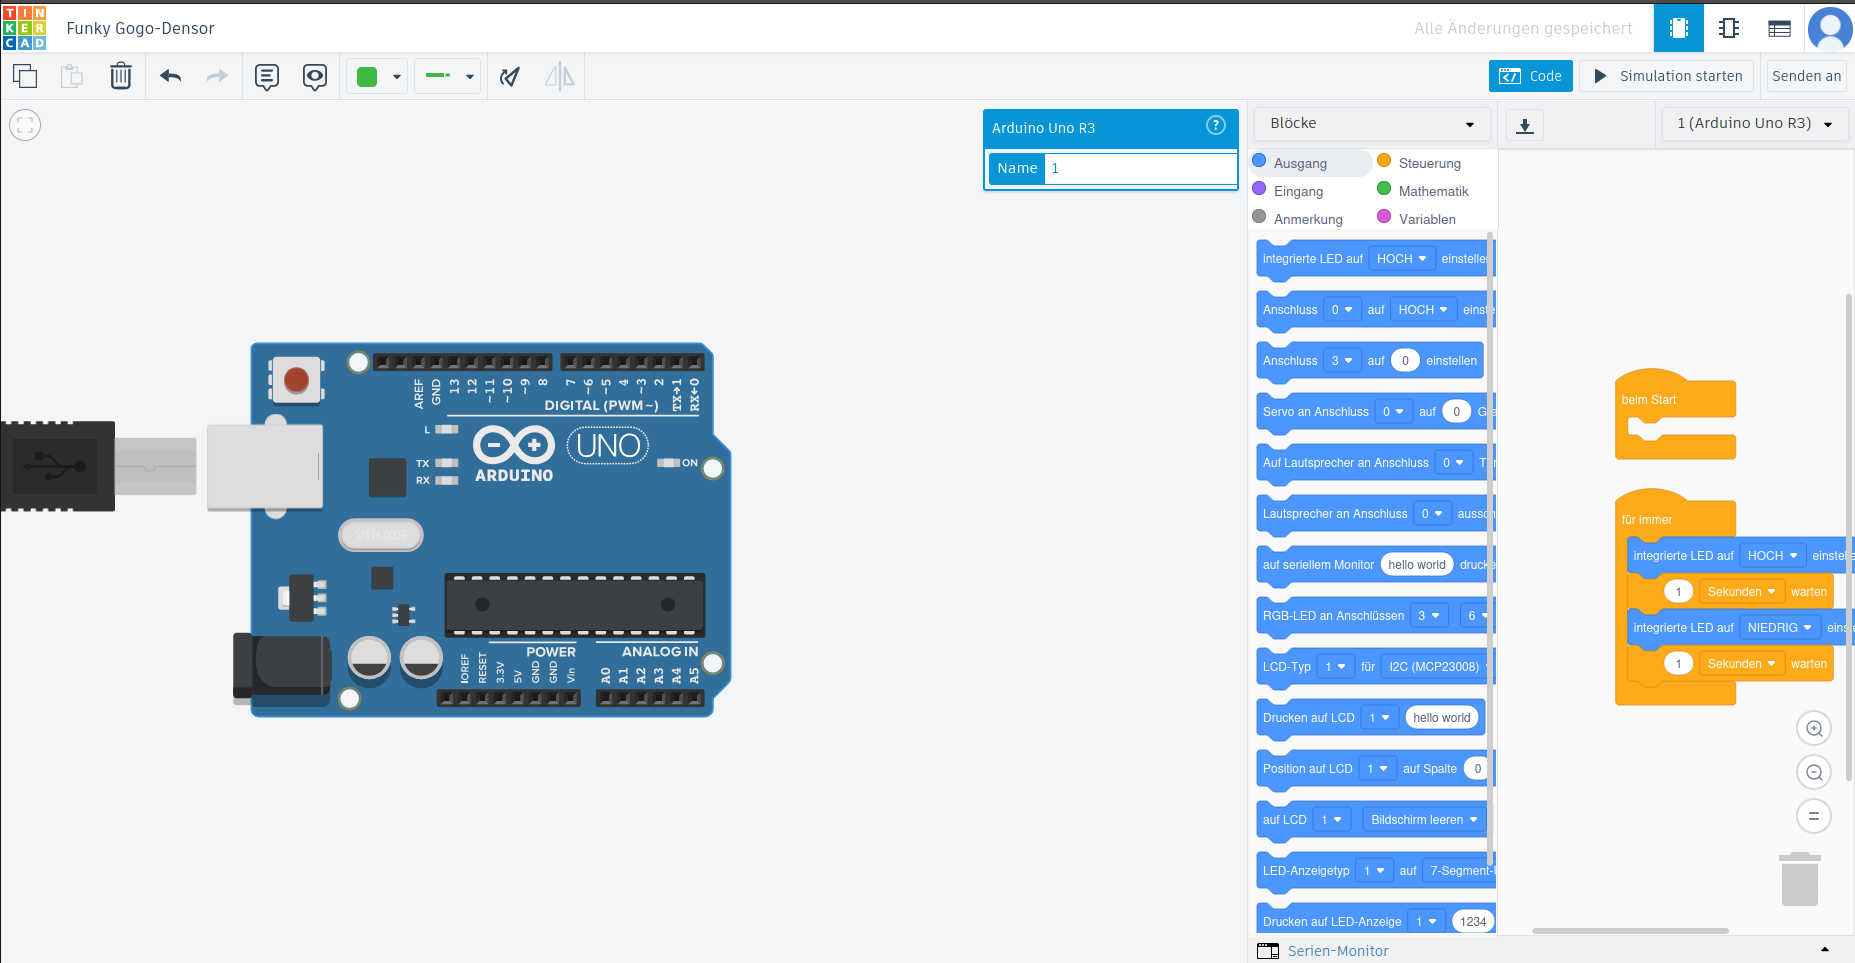 TIN
KER
CAD
Funky Gogo-Densor
Alle Änderungen gespeichert
Code
Simulation starten
Senden an
Arduino Uno R3
?
Name 1
Blöcke
1 (Arduino Uno R3)
Ausgang
Steuerung
Eingang
Mathematik
Anmerkung
Variablen
integrierte LED auf HOCH einstelle
Anschluss 0 auf HOCH einste
Anschluss 3 auf 0 einstellen
Servo an Anschluss 0 auf 0 G
Auf Lautsprecher an Anschluss 0 T
Lautsprecher an Anschluss 0 aussch
auf seriellem Monitor hello world druck
RGB-LED an Anschlüssen 3 6
LCD-Typ 1 für I2C (MCP23008)
Drucken auf LCD 1 hello world
Position auf LCD 1 auf Spalte 0
auf LCD 1 Bildschirm leeren
LED-Anzeigetyp 1 auf 7-Segment-
Drucken auf LED-Anzeige 1 1234
Serien-Monitor
beim Start
für immer
integrierte LED auf HOCH einstel
1 Sekunden warten
integrierte LED auf NIEDRIG eins
1 Sekunden warten
AREF GND 13 12 ~11 ~10 ~9 8 7 ~6 ~5 4 ~3 2 TX→1 RX←0
DIGITAL (PWM~)
L
TX
RX
ARDUINO
UNO
ON
SPK16.000G
POWER
ANALOG IN
IOREF RESET 3.3V 5V GND GND Vin A0 A1 A2 A3 A4 A5